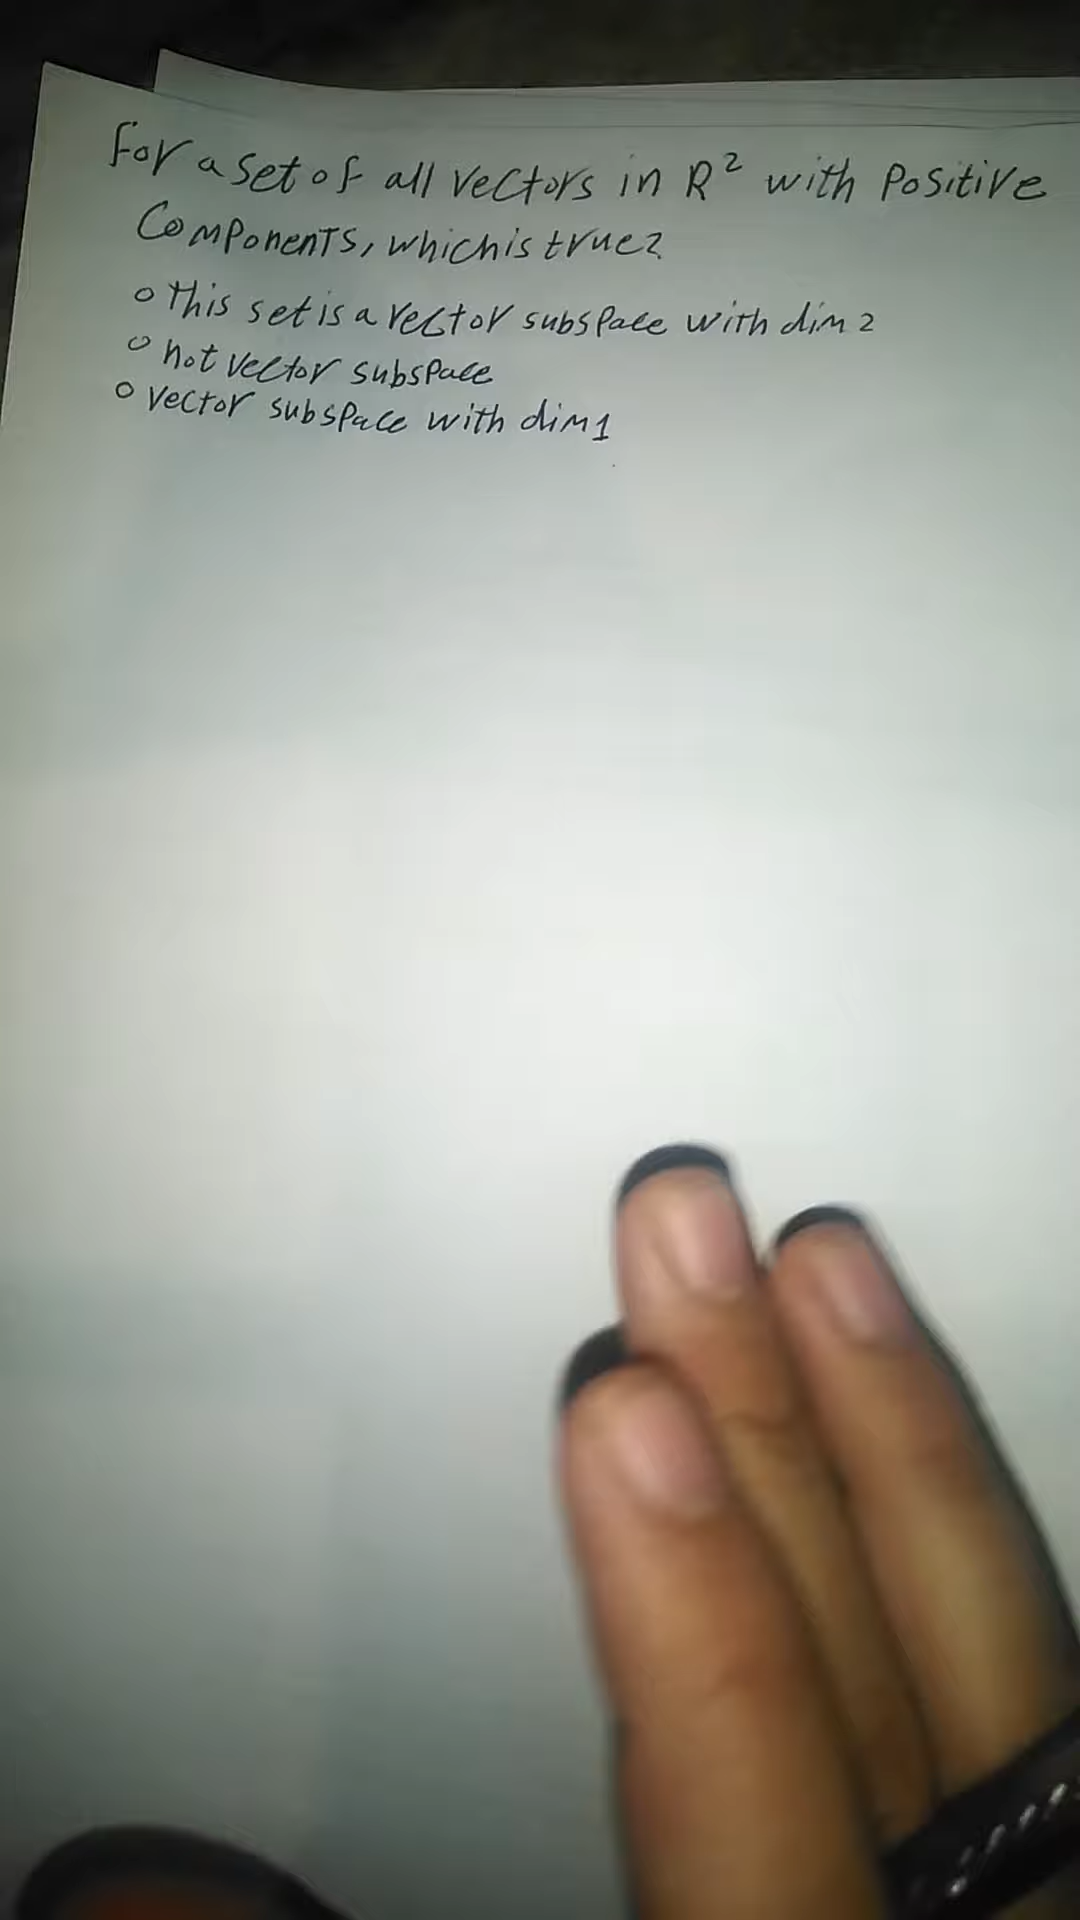 For a set of all vectors in R² with Positive
Components, which is true?
○ this set is a vector subspace with dim 2
○ not vector subspace
○ vector subspace with dim 1